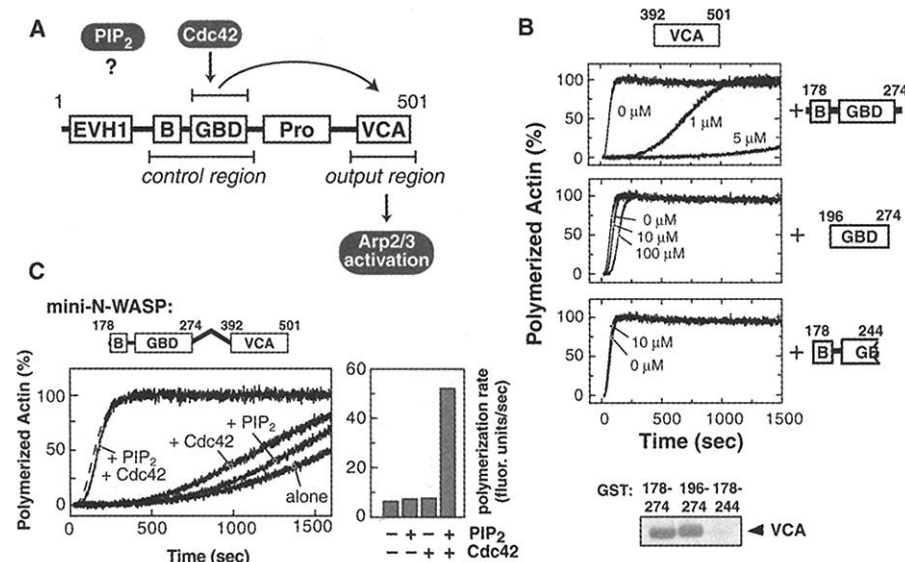 A
PIP2
?
Cdc42
1
501
EVH1 B GBD Pro VCA
control region
output region
Arp2/3
activation
B
392 501
VCA
Polymerized Actin (%)
100
50
0
0 µM
1 µM
5 µM
+
178 274
B GBD
100
50
0
0 µM
10 µM
100 µM
+
196 274
GBD
100
50
0
10 µM
0 µM
+
178 244
B GB
0 500 1000 1500
Time (sec)
GST: 178- 196- 178-
274 274 244
VCA
C
mini-N-WASP:
178 274 392 501
B GBD VCA
Polymerized Actin (%)
100
50
0
+ PIP2
+ Cdc42
+ Cdc42
+ PIP2
alone
0 500 1000 1500
Time (sec)
60
40
20
0
polymerization rate
(fluor. units/sec)
− + − + PIP2
− − + + Cdc42